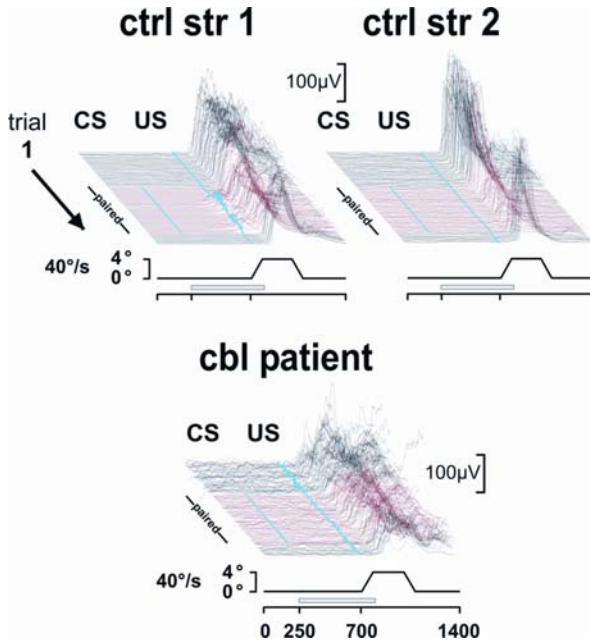 ctrl str 1 ctrl str 2
100µV
trial CS US CS US
1
paired paired
40°/s 4°
0°
cbl patient
CS US
100µV
paired
40°/s 4°
0°
0 250 700 1400